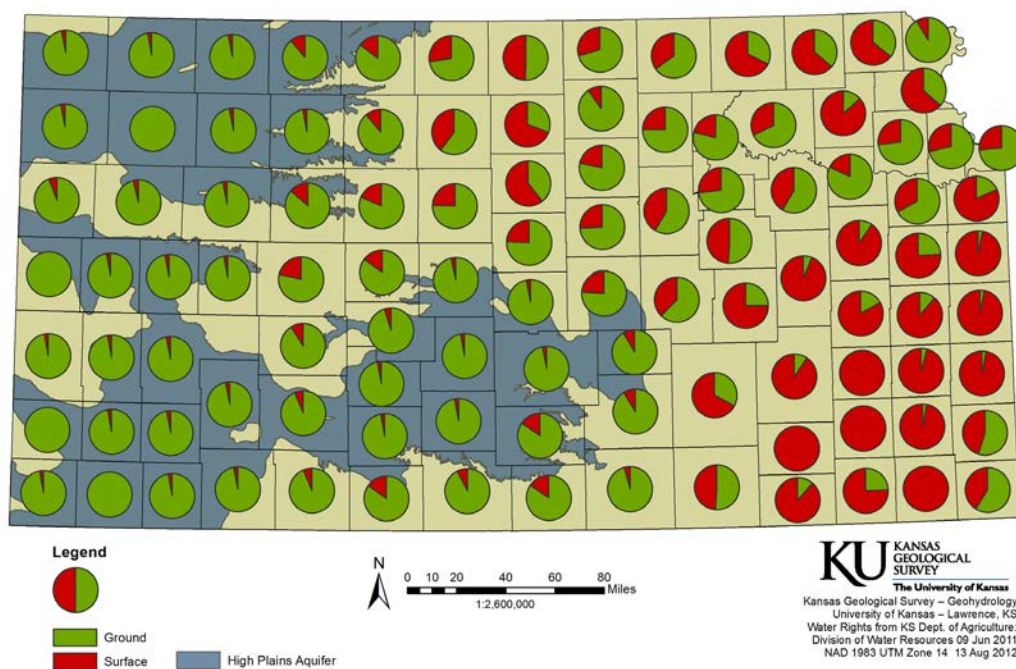 Legend
Ground
Surface
High Plains Aquifer
N
0 10 20 40 60 80
Miles
1:2,600,000
KU KANSAS
GEOLOGICAL
SURVEY
The University of Kansas
Kansas Geological Survey – Geohydrology
University of Kansas – Lawrence, KS
Water Rights from KS Dept. of Agriculture:
Division of Water Resources 09 Jun 2011
NAD 1983 UTM Zone 14 13 Aug 2012